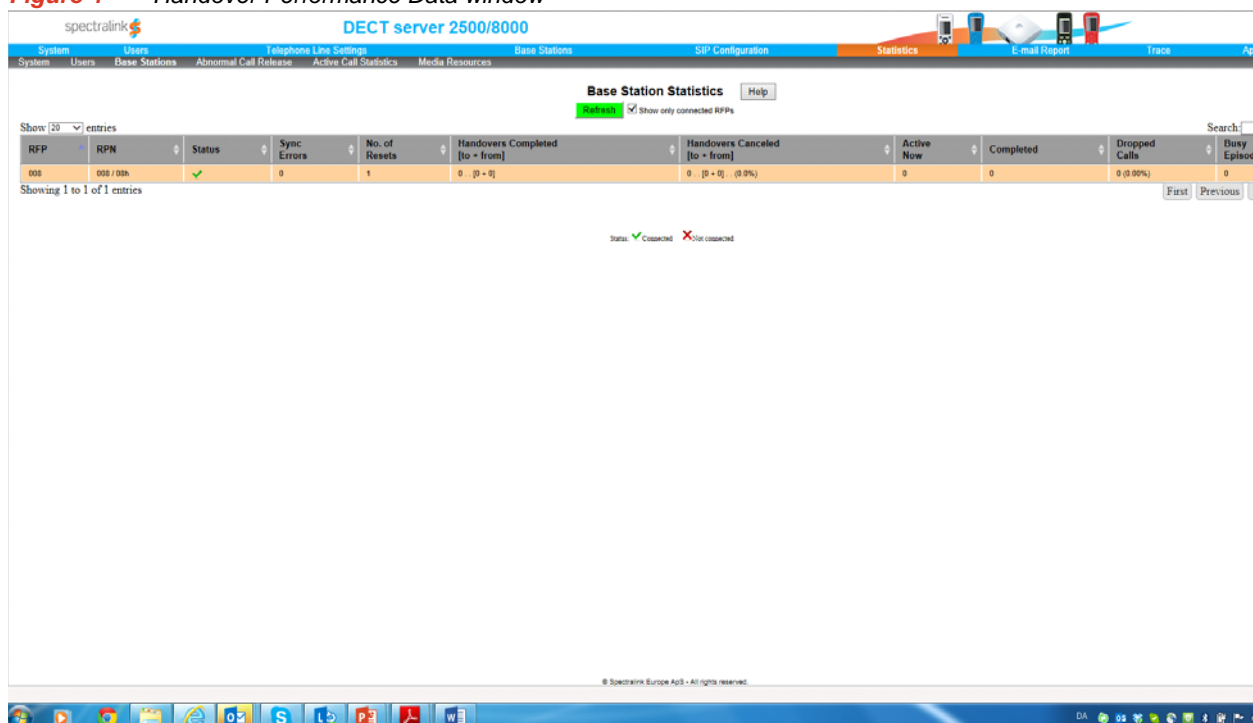 Figure 1 Handover Performance Data window
spectralink
DECT server 2500/8000
System Users Telephone Line Settings Base Stations SIP Configuration Statistics E-mail Report Trace
System Users Base Stations Abnormal Call Release Active Call Statistics Media Resources
Base Station Statistics Help
Refresh Show only connected RFPs
Show 20 entries Search:
RFP RPN Status Sync Errors No. of Resets Handovers Completed [to + from] Handovers Canceled [to + from] Active Now Completed Dropped Calls Busy
008 008 / 08h 0 1 0 . . [0 + 0] 0 . . [0 + 0] . . (0.0%) 0 0 0 (0.00%) 0
Showing 1 to 1 of 1 entries First Previous
Status: Connected Not connected
© Spectralink Europe ApS - All rights reserved.
DA